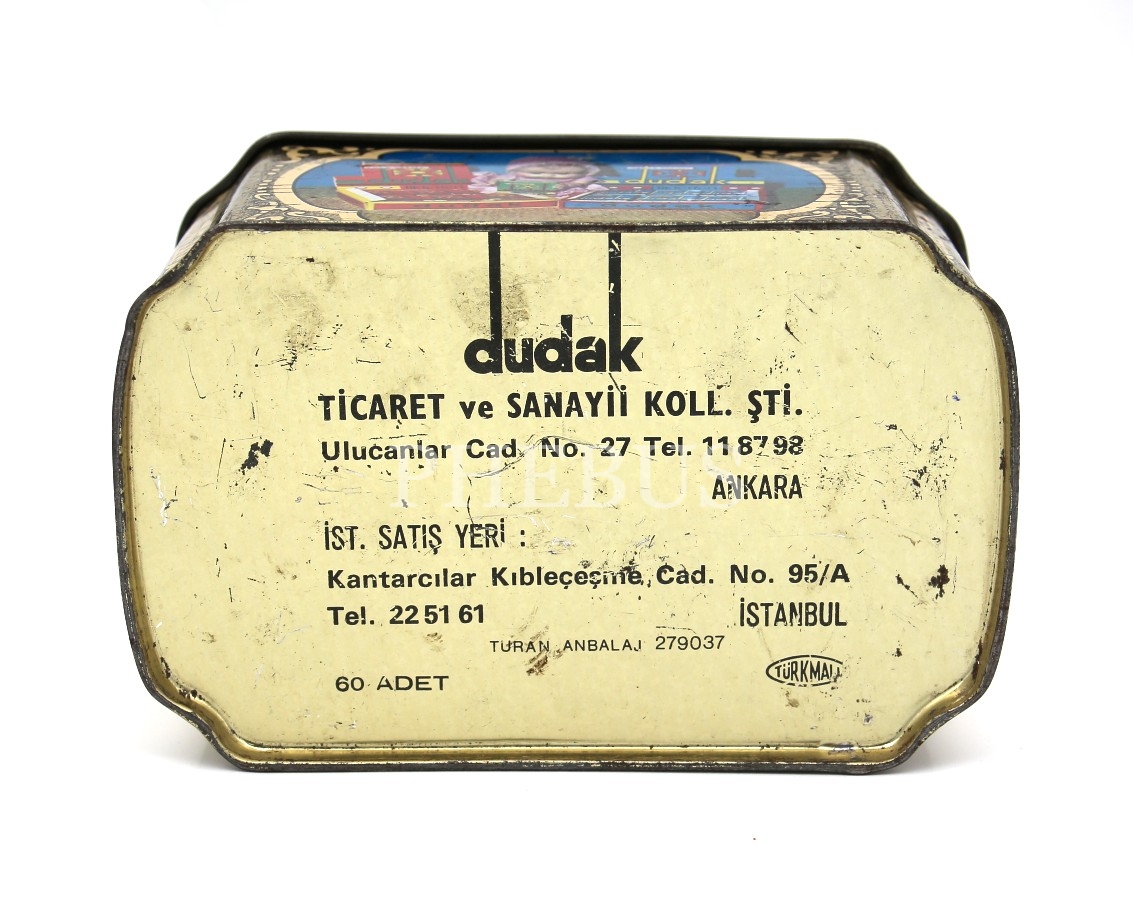 dudak
dudak
TİCARET ve SANAYİİ KOLL. ŞTİ.
Ulucanlar Cad. No. 27 Tel. 11 87 98
ANKARA
PHEBUS
İST. SATIŞ YERİ :
Kantarcılar Kıbleçeşme, Cad. No. 95/A
Tel. 22 51 61 İSTANBUL
TURAN ANBALAJ 279037
60 ADET
TÜRKMALI